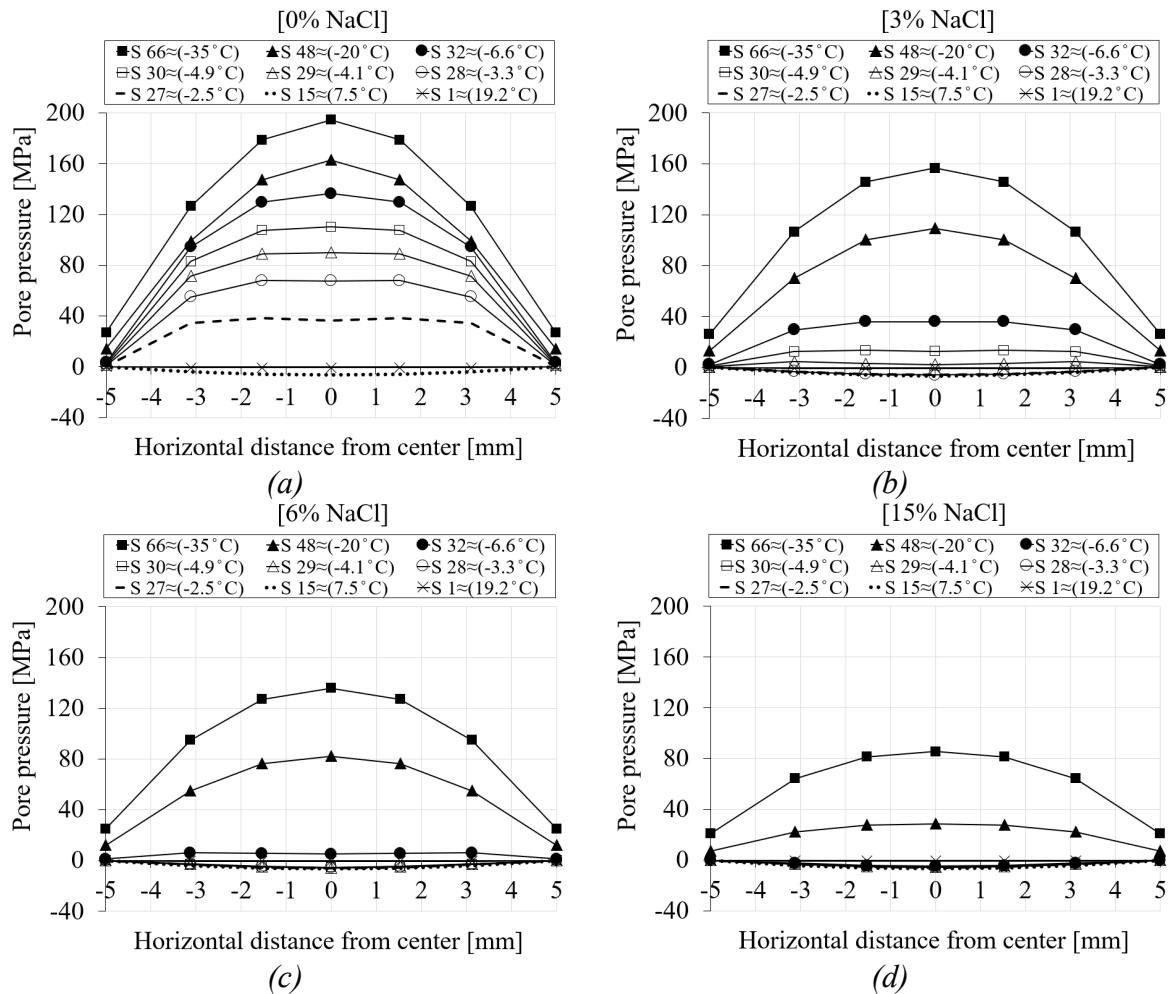 [0% NaCl]
S 66≈(-35˚C) S 48≈(-20˚C) S 32≈(-6.6˚C)
S 30≈(-4.9˚C) S 29≈(-4.1˚C) S 28≈(-3.3˚C)
S 27≈(-2.5˚C) S 15≈(7.5˚C) S 1≈(19.2˚C)
200
160
120
80
40
0
-40
Pore pressure [MPa]
-5 -4 -3 -2 -1 0 1 2 3 4 5
Horizontal distance from center [mm]
(a)
[3% NaCl]
S 66≈(-35˚C) S 48≈(-20˚C) S 32≈(-6.6˚C)
S 30≈(-4.9˚C) S 29≈(-4.1˚C) S 28≈(-3.3˚C)
S 27≈(-2.5˚C) S 15≈(7.5˚C) S 1≈(19.2˚C)
200
160
120
80
40
0
-40
Pore pressure [MPa]
-5 -4 -3 -2 -1 0 1 2 3 4 5
Horizontal distance from center [mm]
(b)
[6% NaCl]
S 66≈(-35˚C) S 48≈(-20˚C) S 32≈(-6.6˚C)
S 30≈(-4.9˚C) S 29≈(-4.1˚C) S 28≈(-3.3˚C)
S 27≈(-2.5˚C) S 15≈(7.5˚C) S 1≈(19.2˚C)
200
160
120
80
40
0
-40
Pore pressure [MPa]
-5 -4 -3 -2 -1 0 1 2 3 4 5
Horizontal distance from center [mm]
(c)
[15% NaCl]
S 66≈(-35˚C) S 48≈(-20˚C) S 32≈(-6.6˚C)
S 30≈(-4.9˚C) S 29≈(-4.1˚C) S 28≈(-3.3˚C)
S 27≈(-2.5˚C) S 15≈(7.5˚C) S 1≈(19.2˚C)
200
160
120
80
40
0
-40
Pore pressure [MPa]
-5 -4 -3 -2 -1 0 1 2 3 4 5
Horizontal distance from center [mm]
(d)